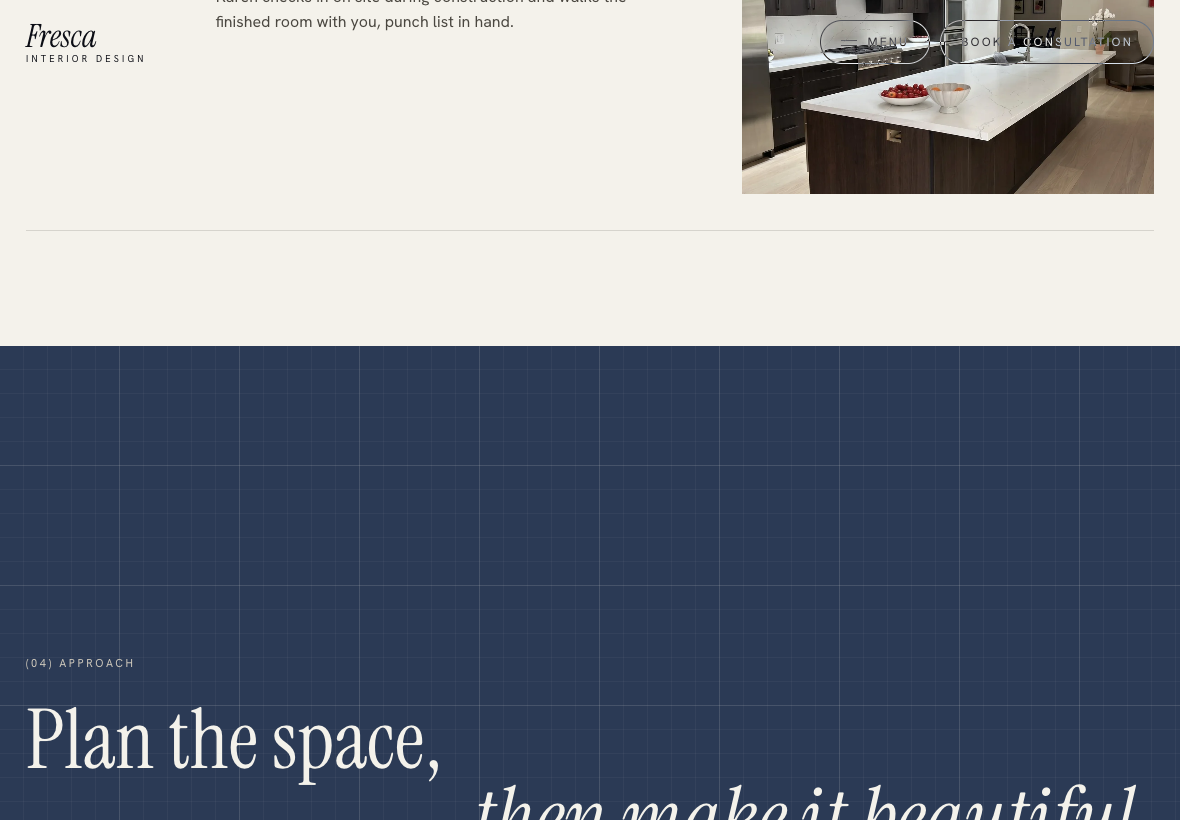 Karen checks in on site during construction and walks the
finished room with you, punch list in hand.
Fresca
INTERIOR DESIGN
MENU
BOOK A CONSULTATION
(04) APPROACH
Plan the space,
then make it beautiful